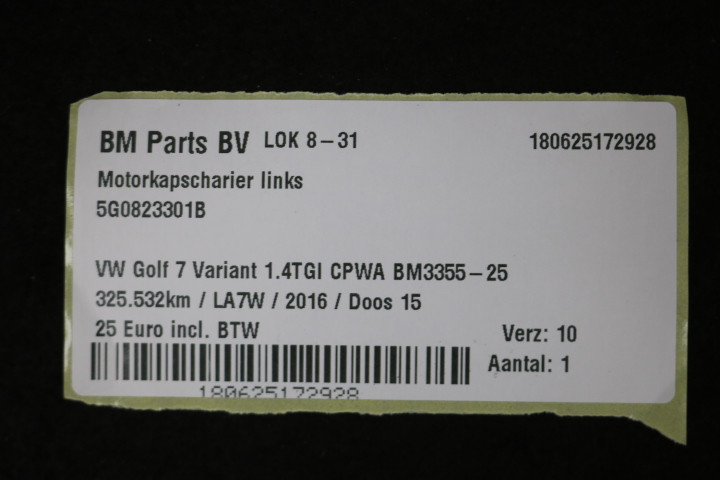 BM Parts BV LOK 8-31 180625172928
Motorkapscharier links
5G0823301B
VW Golf 7 Variant 1.4TGI CPWA BM3355-25
325.532km / LA7W / 2016 / Doos 15
25 Euro incl. BTW Verz: 10
Aantal: 1
180625172928